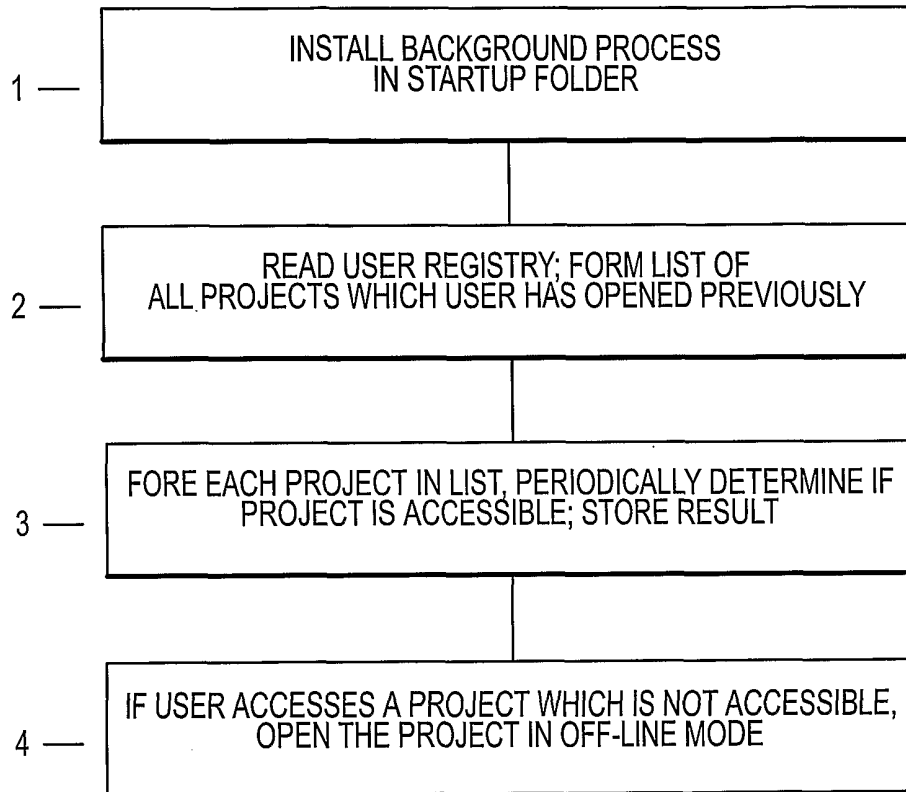 INSTALL BACKGROUND PROCESS
IN STARTUP FOLDER
1
READ USER REGISTRY; FORM LIST OF
ALL PROJECTS WHICH USER HAS OPENED PREVIOUSLY
2
FORE EACH PROJECT IN LIST, PERIODICALLY DETERMINE IF
PROJECT IS ACCESSIBLE; STORE RESULT
3
IF USER ACCESSES A PROJECT WHICH IS NOT ACCESSIBLE,
OPEN THE PROJECT IN OFF-LINE MODE
4